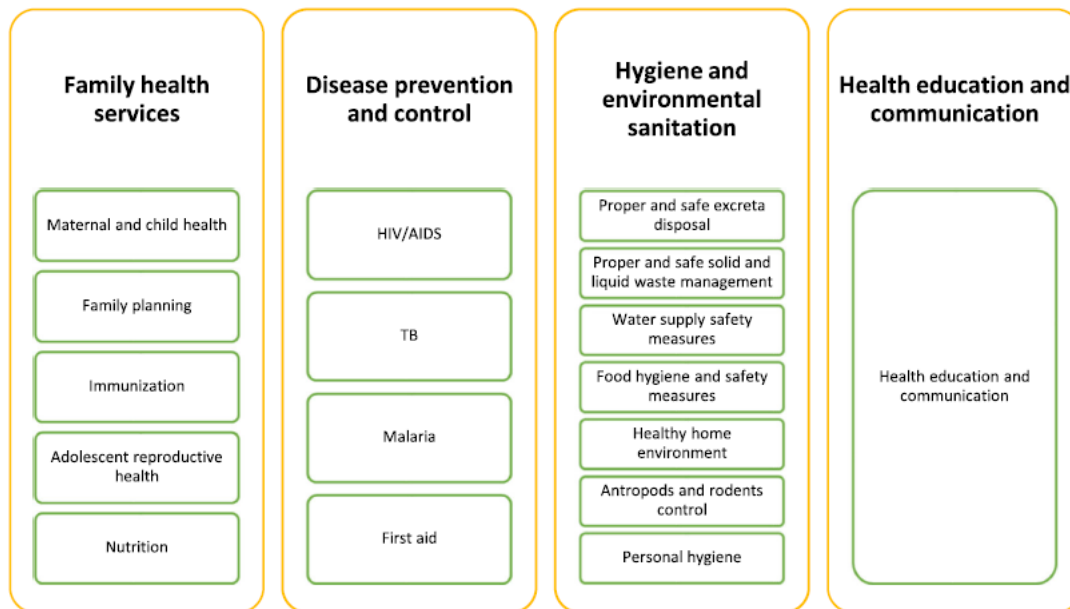 Family health
services
Maternal and child health
Family planning
Immunization
Adolescent reproductive
health
Nutrition
Disease prevention
and control
HIV/AIDS
TB
Malaria
First aid
Hygiene and
environmental
sanitation
Proper and safe excreta
disposal
Proper and safe solid and
liquid waste management
Water supply safety
measures
Food hygiene and safety
measures
Healthy home
environment
Antropods and rodents
control
Personal hygiene
Health education and
communication
Health education and
communication